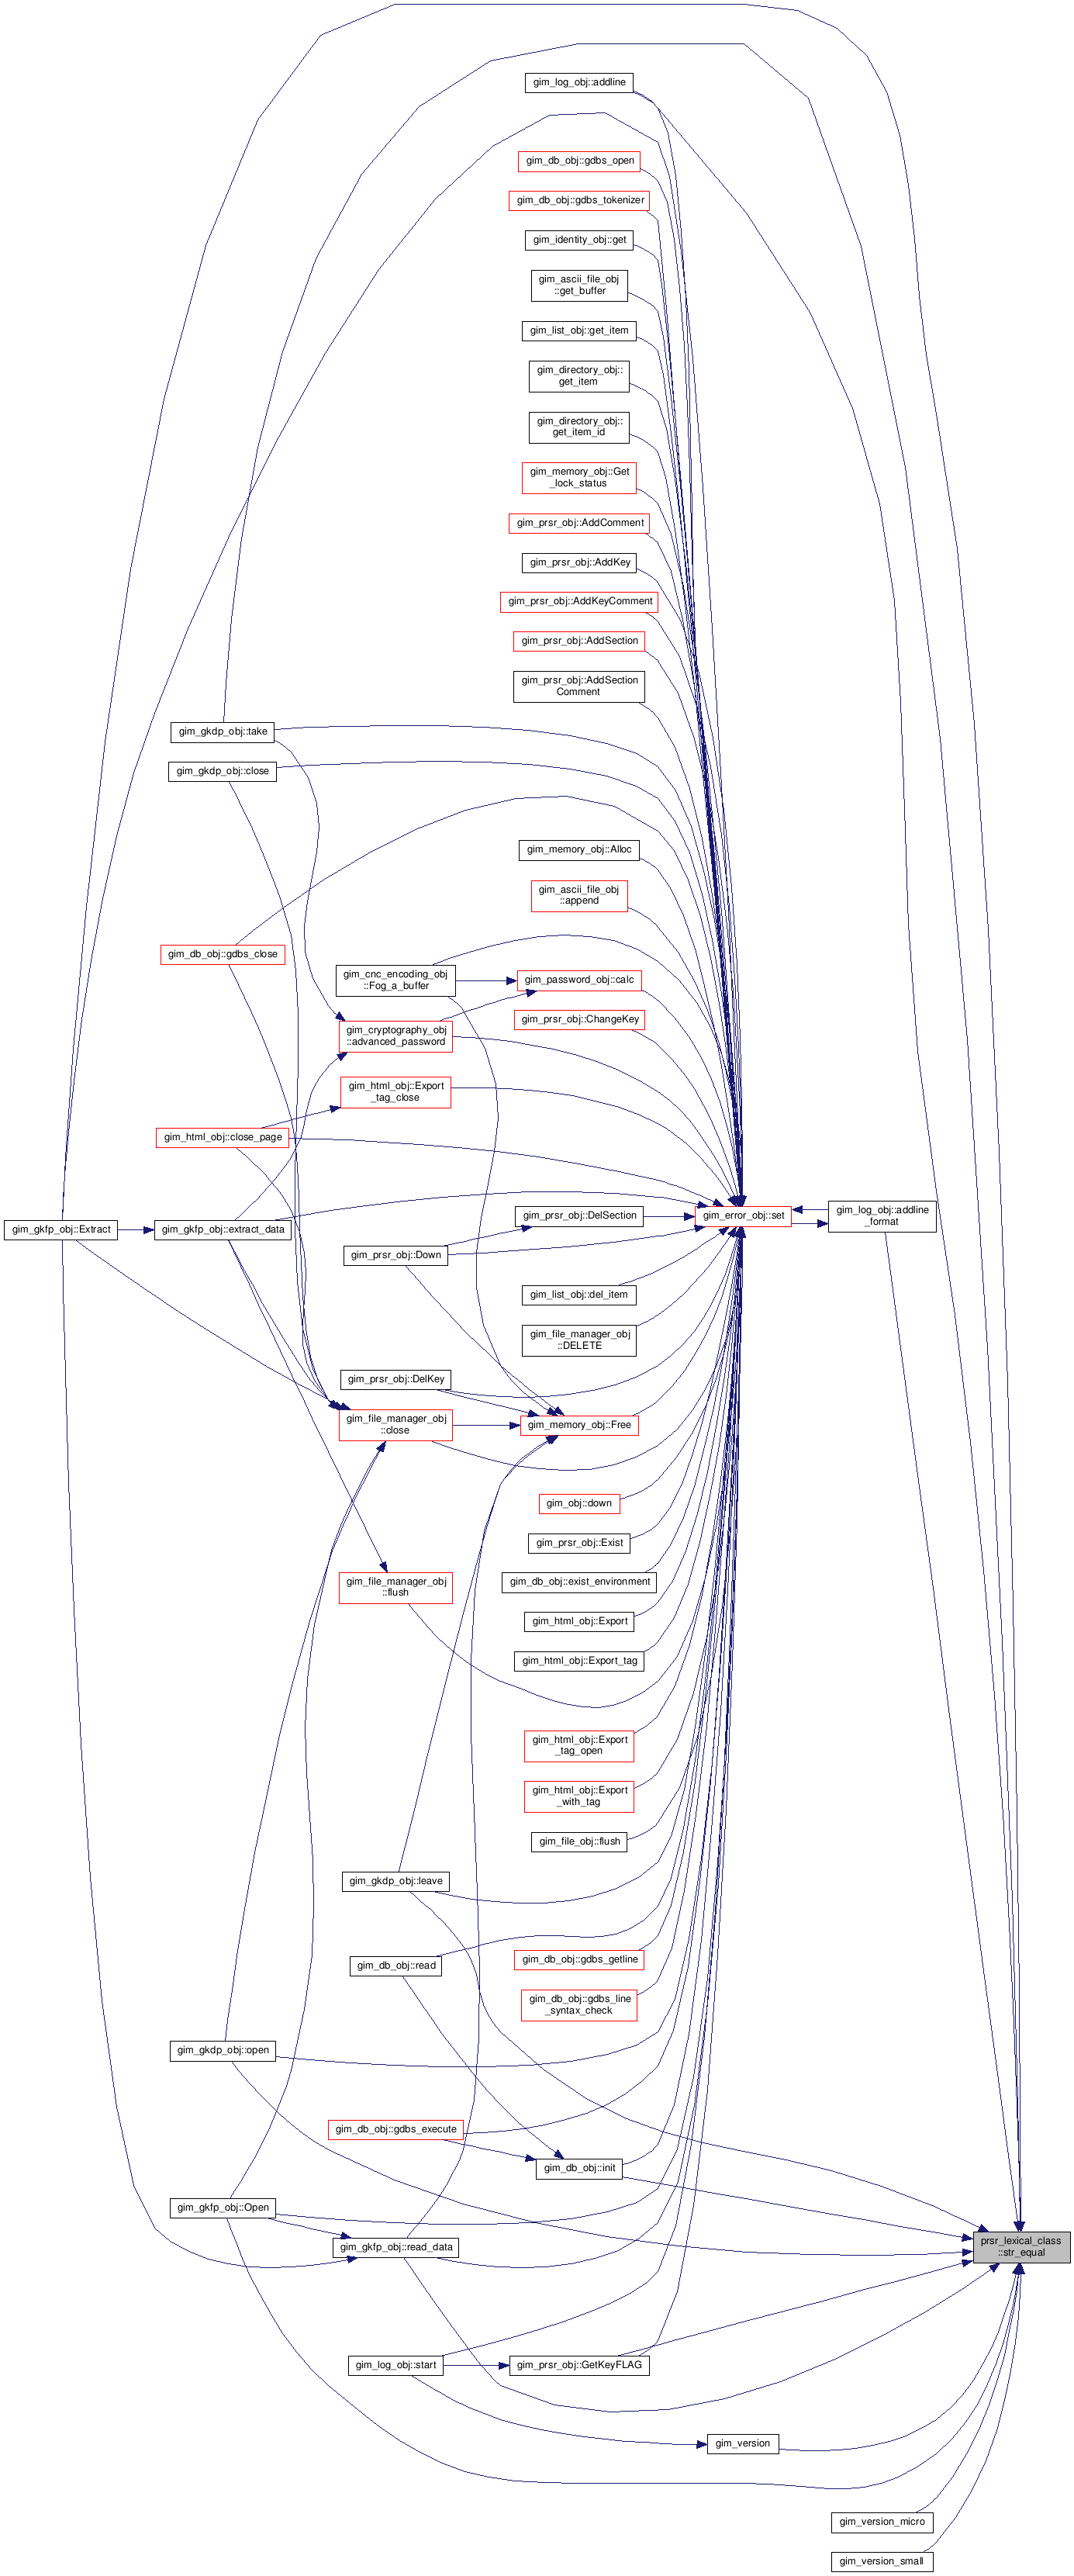 gim_log_obj::addline
gim_db_obj::gdbs_open
gim_db_obj::gdbs_tokenizer
gim_identity_obj::get
gim_ascii_file_obj
::get_buffer
gim_list_obj::get_item
gim_directory_obj::
get_item
gim_directory_obj::
get_item_id
gim_memory_obj::Get
_lock_status
gim_prsr_obj::AddComment
gim_prsr_obj::AddKey
gim_prsr_obj::AddKeyComment
gim_prsr_obj::AddSection
gim_prsr_obj::AddSection
Comment
gim_gkdp_obj::take
gim_gkdp_obj::close
gim_memory_obj::Alloc
gim_ascii_file_obj
::append
gim_db_obj::gdbs_close
gim_cnc_encoding_obj
::Fog_a_buffer
gim_password_obj::calc
gim_prsr_obj::ChangeKey
gim_cryptography_obj
::advanced_password
gim_html_obj::Export
_tag_close
gim_html_obj::close_page
gim_gkfp_obj::Extract
gim_gkfp_obj::extract_data
gim_prsr_obj::DelSection
gim_error_obj::set
gim_log_obj::addline
_format
gim_prsr_obj::Down
gim_list_obj::del_item
gim_file_manager_obj
::DELETE
gim_prsr_obj::DelKey
gim_file_manager_obj
::close
gim_memory_obj::Free
gim_obj::down
gim_prsr_obj::Exist
gim_file_manager_obj
::flush
gim_db_obj::exist_environment
gim_html_obj::Export
gim_html_obj::Export_tag
gim_html_obj::Export
_tag_open
gim_html_obj::Export
_with_tag
gim_file_obj::flush
gim_gkdp_obj::leave
gim_db_obj::read
gim_db_obj::gdbs_getline
gim_db_obj::gdbs_line
_syntax_check
gim_gkdp_obj::open
gim_db_obj::gdbs_execute
gim_db_obj::init
gim_gkfp_obj::Open
gim_gkfp_obj::read_data
prsr_lexical_class
::str_equal
gim_log_obj::start
gim_prsr_obj::GetKeyFLAG
gim_version
gim_version_micro
gim_version_small